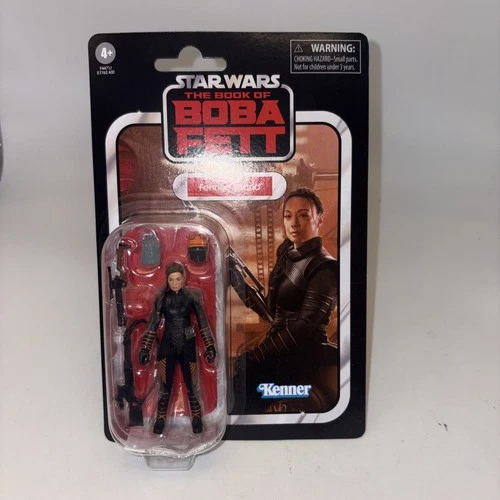 4+
WARNING:
CHOKING HAZARD–Small parts.
Not for children under 3 years.
STAR WARS
THE BOOK OF
BOBA
FETT
Fennec Shand
Kenner